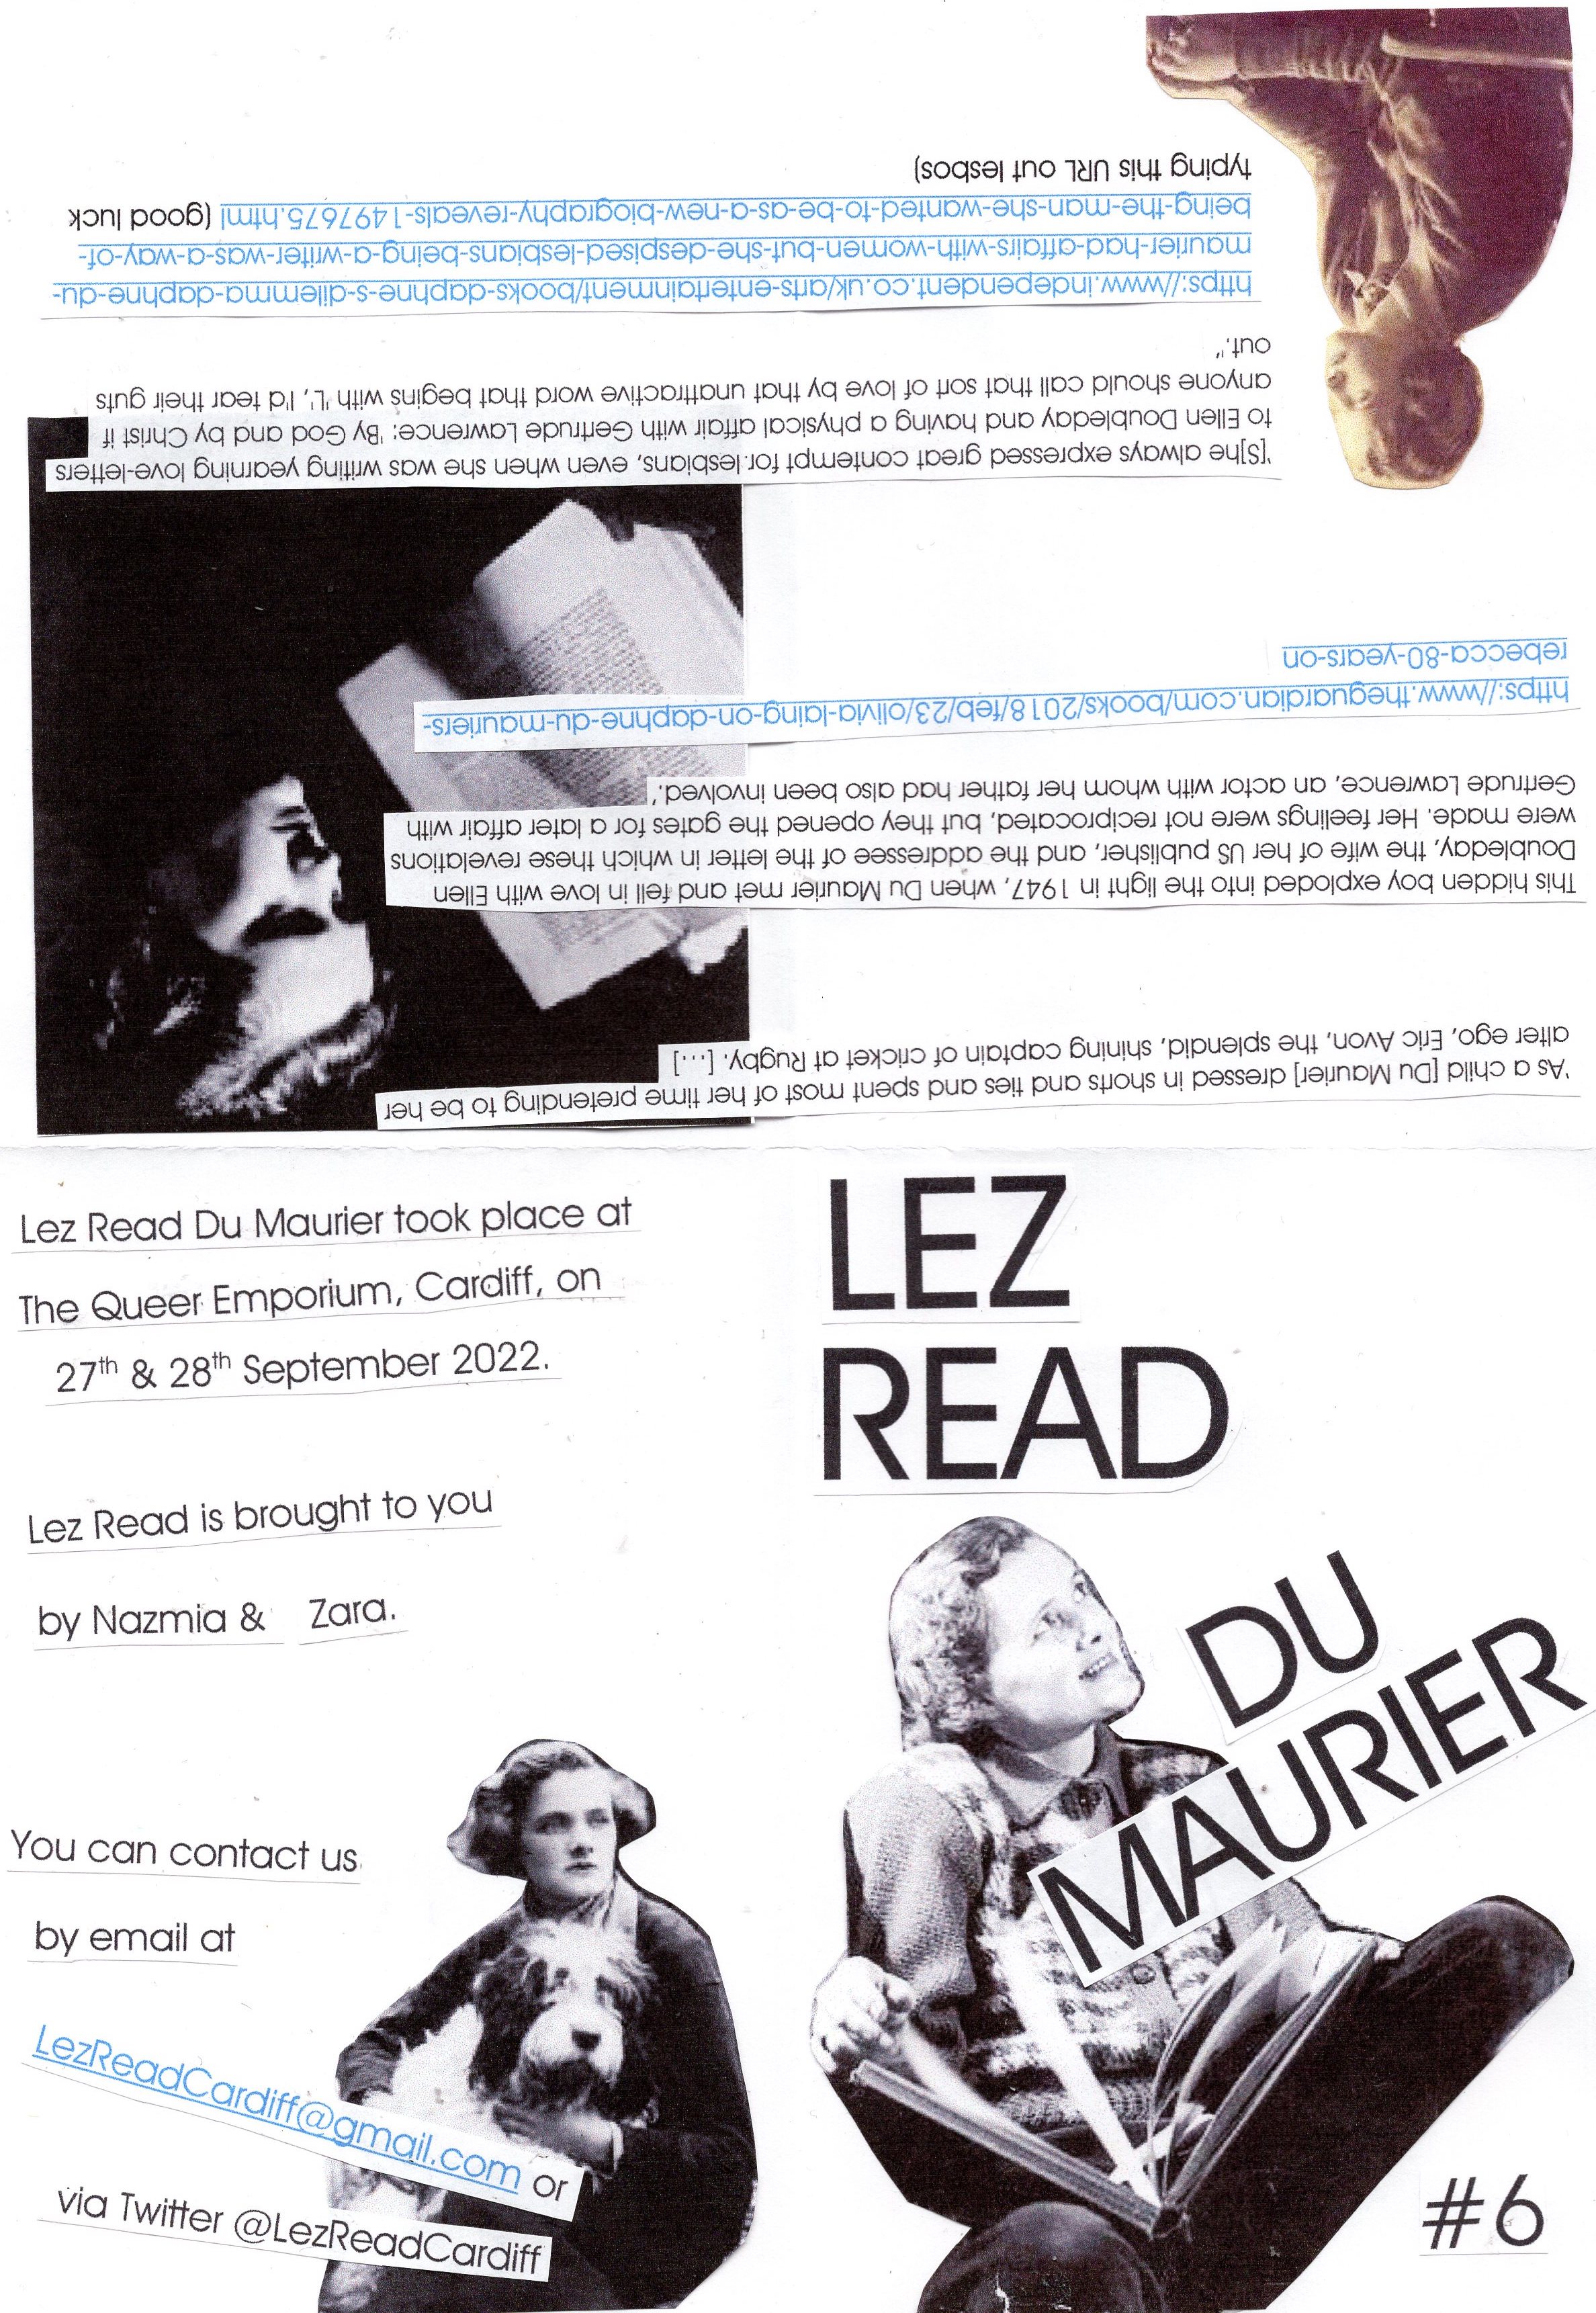 LEZ
READ
DU
MAURIER
#6
'As a child [Du Maurier] dressed in shorts and ties and spent most of her time pretending to be her
alter ego, Eric Avon, the splendid, shining captain of cricket at Rugby. [...]
This hidden boy exploded into the light in 1947, when Du Maurier met and fell in love with Ellen
Doubleday, the wife of her US publisher, and the addressee of the letter in which these revelations
were made. Her feelings were not reciprocated, but they opened the gates for a later affair with
Gertrude Lawrence, an actor with whom her father had also been involved.'
https://www.theguardian.com/books/2018/feb/23/olivia-laing-on-daphne-du-mauriers-
rebecca-80-years-on
'[S]he always expressed great contempt for lesbians, even when she was writing yearning love-letters
to Ellen Doubleday and having a physical affair with Gertrude Lawrence: 'By God and by Christ if
anyone should call that sort of love by that unattractive word that begins with 'L', I'd tear their guts
out.''
https://www.independent.co.uk/arts-entertainment/books-daphne-s-dilemma-daphne-du-
maurier-had-affairs-with-women-but-she-despised-lesbians-being-a-writer-was-a-way-of-
being-the-man-she-wanted-to-be-as-a-new-biography-reveals-1497675.html (good luck
typing this URL out lesbos)
Lez Read Du Maurier took place at
The Queer Emporium, Cardiff, on
27th & 28th September 2022.
Lez Read is brought to you
by Nazmia & Zara.
You can contact us
by email at
LezReadCardiff@gmail.com or
via Twitter @LezReadCardiff